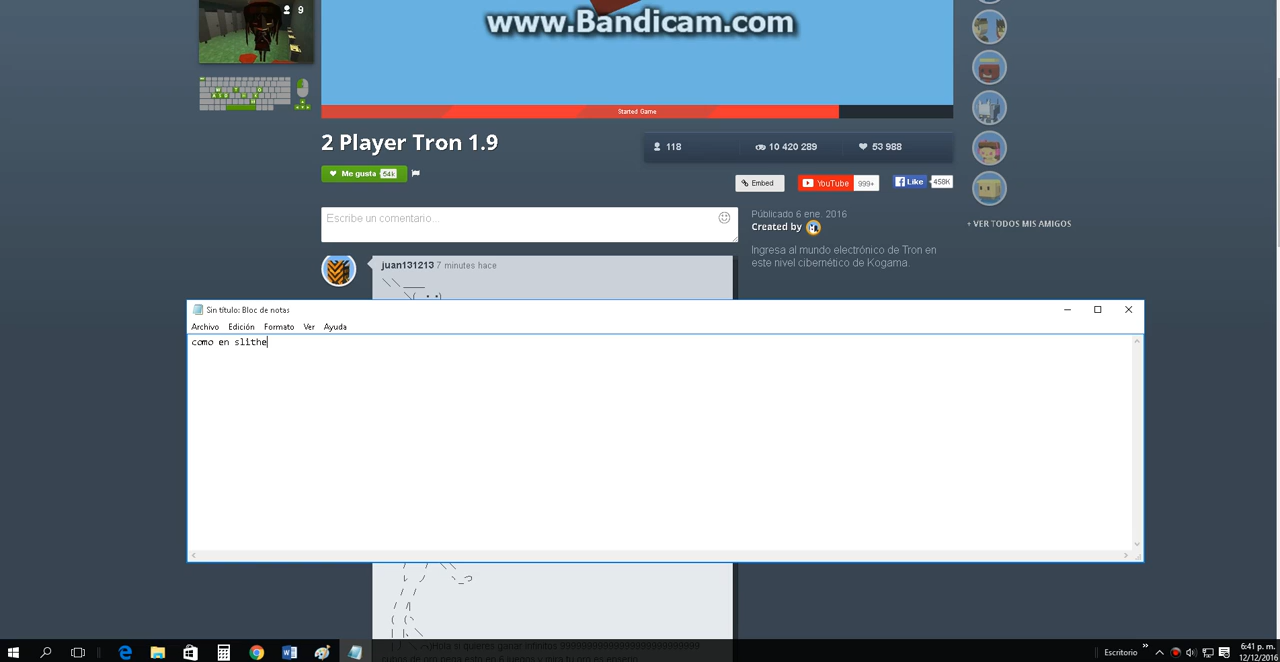 9
www.Bandicam.com
Started Game
2 Player Tron 1.9
118
10 420 289
53 988
Me gusta 54k
Embed
YouTube 999+
Like 458K
Escribe un comentario...
Públicado 6 ene. 2016
Created by
+ VER TODOS MIS AMIGOS
Ingresa al mundo electrónico de Tron en
este nivel cibernético de Kogama.
juan131213 7 minutes hace
Sin título: Bloc de notas
Archivo Edición Formato Ver Ayuda
como en slithe
Escritorio
6:41 p. m.
12/12/2016